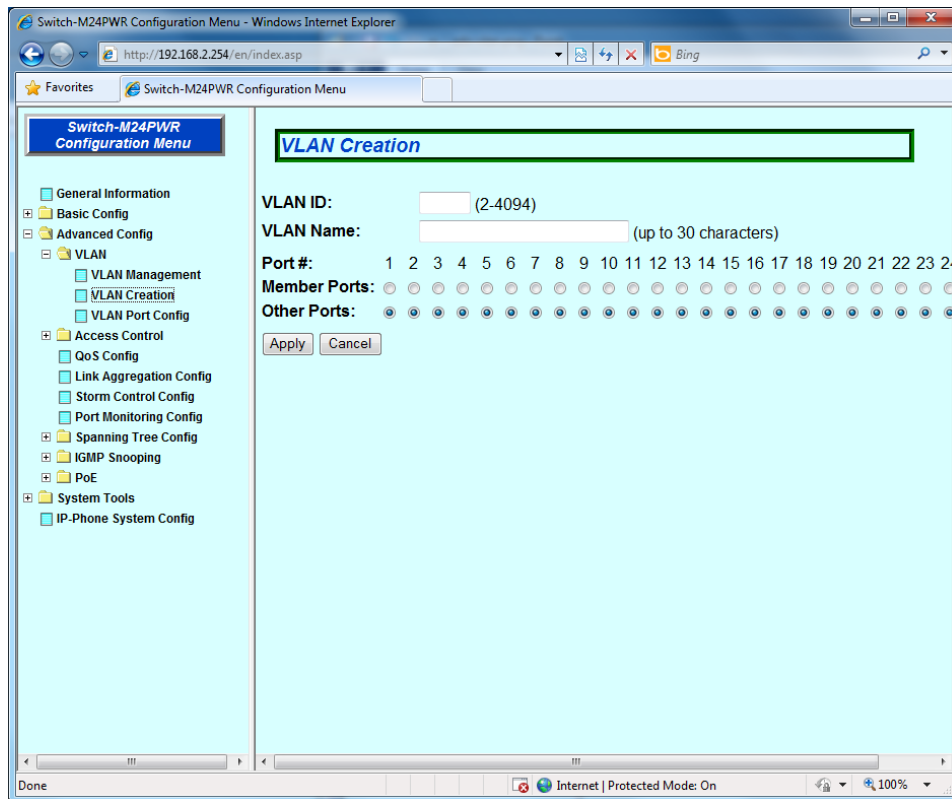 Switch-M24PWR Configuration Menu - Windows Internet Explorer
http://192.168.2.254/en/index.asp
Bing
Favorites
Switch-M24PWR Configuration Menu
Switch-M24PWR
Configuration Menu
General Information
Basic Config
Advanced Config
VLAN
VLAN Management
VLAN Creation
VLAN Port Config
Access Control
QoS Config
Link Aggregation Config
Storm Control Config
Port Monitoring Config
Spanning Tree Config
IGMP Snooping
PoE
System Tools
IP-Phone System Config
VLAN Creation
VLAN ID: (2-4094)
VLAN Name: (up to 30 characters)
Port #: 1 2 3 4 5 6 7 8 9 10 11 12 13 14 15 16 17 18 19 20 21 22 23 24
Member Ports:
Other Ports:
Apply Cancel
Done
Internet | Protected Mode: On
100%